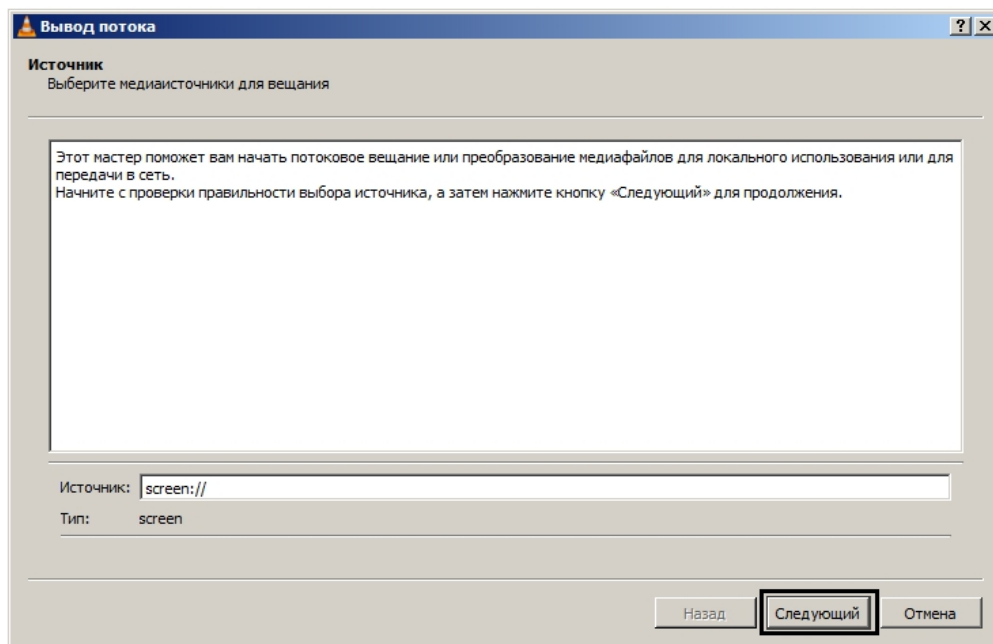 Вывод потока
Источник
Выберите медиаисточники для вещания
Этот мастер поможет вам начать потоковое вещание или преобразование медиафайлов для локального использования или для
передачи в сеть.
Начните с проверки правильности выбора источника, а затем нажмите кнопку «Следующий» для продолжения.
Источник: screen://
Тип: screen
Назад Следующий Отмена